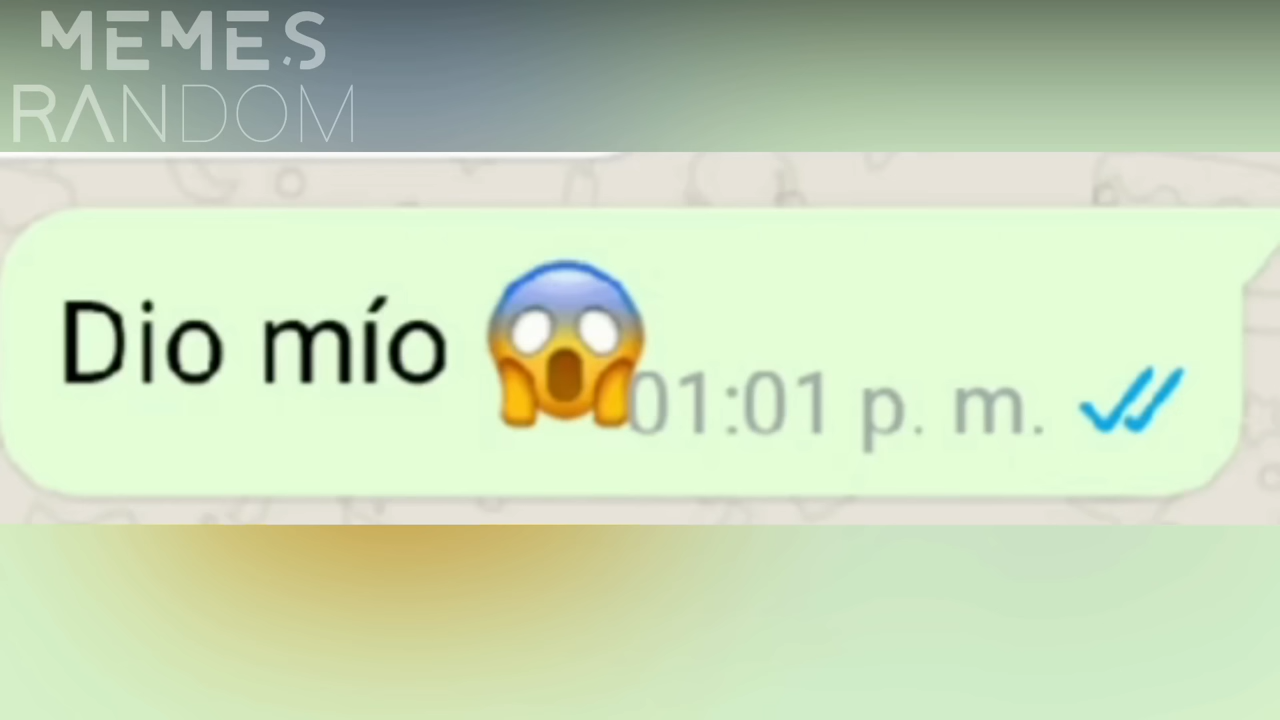 MEMES
RANDOM
Dio mío 😱
01:01 p. m.